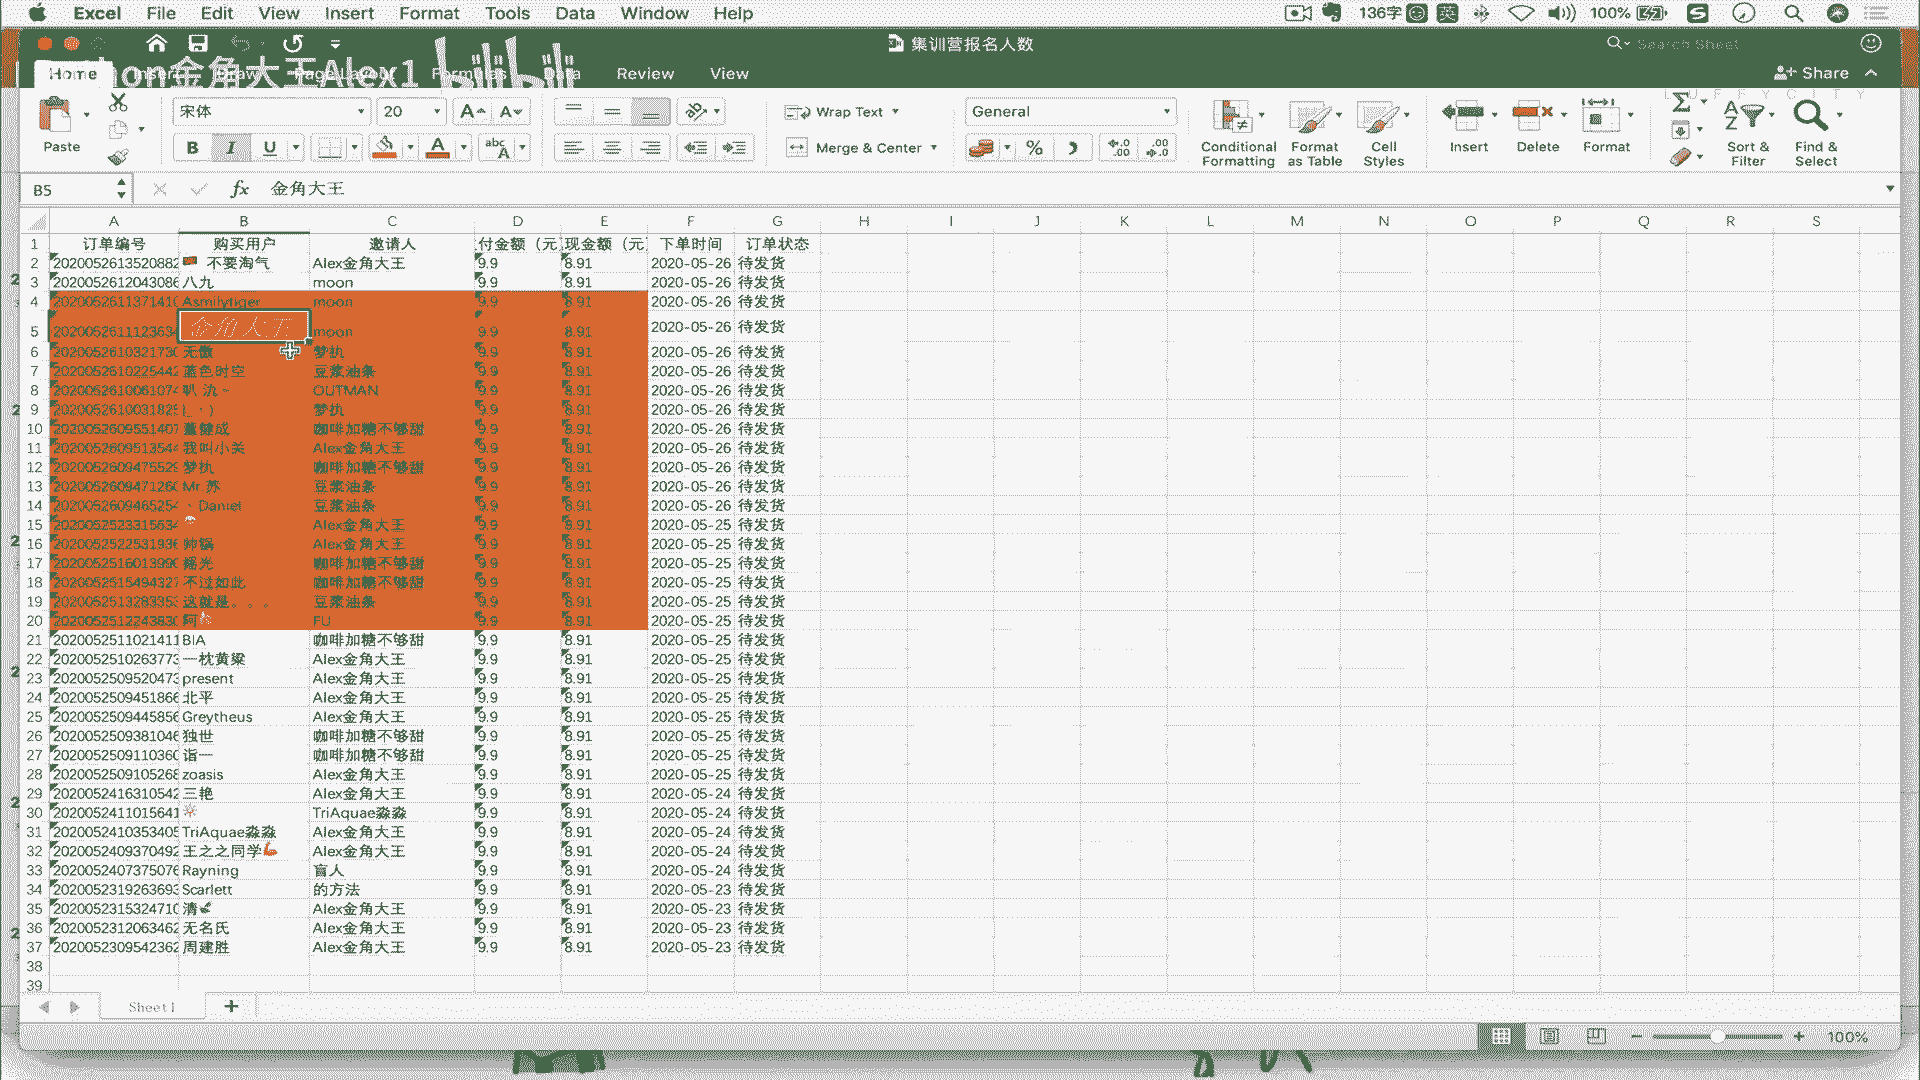 Excel File Edit View Insert Format Tools Data Window Help 136字 英 100%
集训营报名人数 Search Sheet
hon金角大王Alex1 bilibili
Home Insert Draw Page Layout Formulas Data Review View Share
LUFFYCITY
Paste 宋体 20 Wrap Text General
B I U Merge & Center % Conditional Formatting Format as Table Cell Styles Insert Delete Format Sort & Filter Find & Select
B5 fx 金角大王
A B C D E F G H I J K L M N O P Q R S
1 订单编号 购买用户 邀请人 付金额（元 现金额（元 下单时间 订单状态
2 2020052613520882 不要淘气 Alex金角大王 9.9 8.91 2020-05-26 待发货
3 2020052612043086 八九 moon 9.9 8.91 2020-05-26 待发货
4 202005261137141 Asmilytiger moon 9.9 8.91 2020-05-26 待发货
5 202005261112363 金角大王 moon 9.9 8.91 2020-05-26 待发货
6 202005261032173 无傲 梦执 9.9 8.91 2020-05-26 待发货
7 202005261022544 蓝色时空 豆浆油条 9.9 8.91 2020-05-26 待发货
8 202005261006107 OUTMAN 9.9 8.91 2020-05-26 待发货
9 202005261003182 梦执 9.9 8.91 2020-05-26 待发货
10 202005260955140 董健成 咖啡加糖不够甜 9.9 8.91 2020-05-26 待发货
11 202005260951354 我叫小关 Alex金角大王 9.9 8.91 2020-05-26 待发货
12 202005260947552 梦执 咖啡加糖不够甜 9.9 8.91 2020-05-26 待发货
13 202005260947126 Mr 苏 豆浆油条 9.9 8.91 2020-05-26 待发货
14 202005260946525 、Daniel 豆浆油条 9.9 8.91 2020-05-26 待发货
15 202005252331563 Alex金角大王 9.9 8.91 2020-05-25 待发货
16 202005252253193 帅锅 Alex金角大王 9.9 8.91 2020-05-25 待发货
17 202005251601399 摇光 咖啡加糖不够甜 9.9 8.91 2020-05-25 待发货
18 202005251549432 不过如此 咖啡加糖不够甜 9.9 8.91 2020-05-25 待发货
19 202005251328335 这就是。。。 豆浆油条 9.9 8.91 2020-05-25 待发货
20 202005251224383 阿 FU 9.9 8.91 2020-05-25 待发货
21 2020052511021411 BIA 咖啡加糖不够甜 9.9 8.91 2020-05-25 待发货
22 2020052510263773 一枕黄粱 Alex金角大王 9.9 8.91 2020-05-25 待发货
23 2020052509520473 present Alex金角大王 9.9 8.91 2020-05-25 待发货
24 2020052509451866 北平 Alex金角大王 9.9 8.91 2020-05-25 待发货
25 2020052509445856 Greytheus Alex金角大王 9.9 8.91 2020-05-25 待发货
26 2020052509381046 独世 咖啡加糖不够甜 9.9 8.91 2020-05-25 待发货
27 2020052509110360 诣一 咖啡加糖不够甜 9.9 8.91 2020-05-25 待发货
28 2020052509105268 zoasis Alex金角大王 9.9 8.91 2020-05-25 待发货
29 2020052416310542 三艳 Alex金角大王 9.9 8.91 2020-05-24 待发货
30 2020052411015641 TriAquae淼淼 9.9 8.91 2020-05-24 待发货
31 2020052410353405 TriAquae淼淼 Alex金角大王 9.9 8.91 2020-05-24 待发货
32 2020052409370492 王之之同学 Alex金角大王 9.9 8.91 2020-05-24 待发货
33 2020052407375076 Rayning 盲人 9.9 8.91 2020-05-24 待发货
34 2020052319263693 Scarlett 的方法 9.9 8.91 2020-05-23 待发货
35 2020052315324710 清 Alex金角大王 9.9 8.91 2020-05-23 待发货
36 2020052312063462 无名氏 Alex金角大王 9.9 8.91 2020-05-23 待发货
37 2020052309542362 周建胜 Alex金角大王 9.9 8.91 2020-05-23 待发货
38
39
Sheet1 +
100%